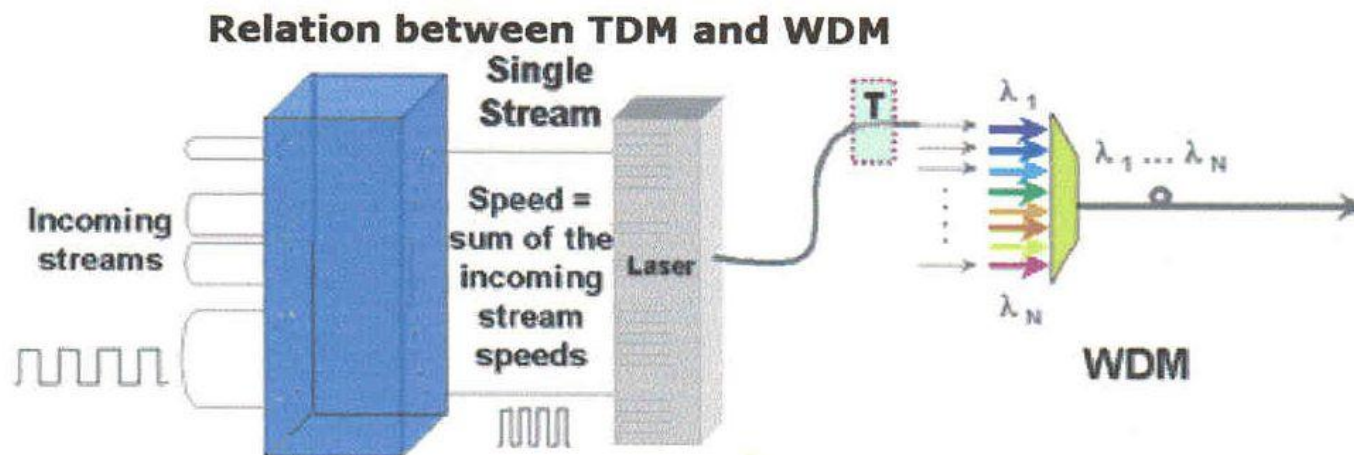 Relation between TDM and WDM
Single
Stream
Incoming
streams
Speed =
sum of the
incoming
stream
speeds
Laser
T
λ 1
λ 1 ... λ N
λ N
WDM